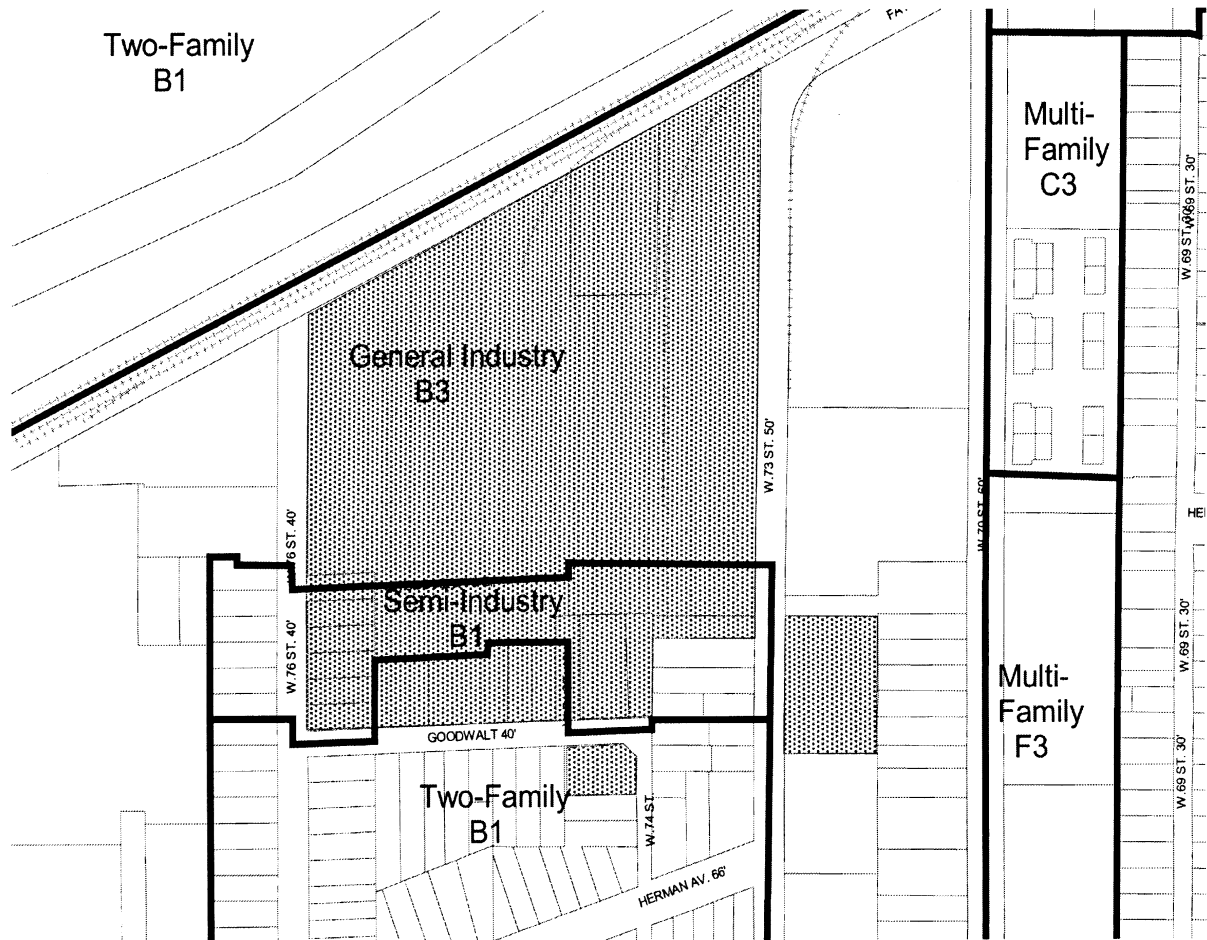 Two-Family
B1
Multi-
Family
C3
W.69 ST. 30'
General Industry
B3
W.73 ST. 50'
W.70 ST. 60'
Semi-Industry
B1
W.76 ST. 40'
W.69 ST. 30'
Multi-
Family
F3
GOODWALT 40'
Two-Family
B1
W.74 ST.
W.69 ST. 30'
HERMAN AV. 66'